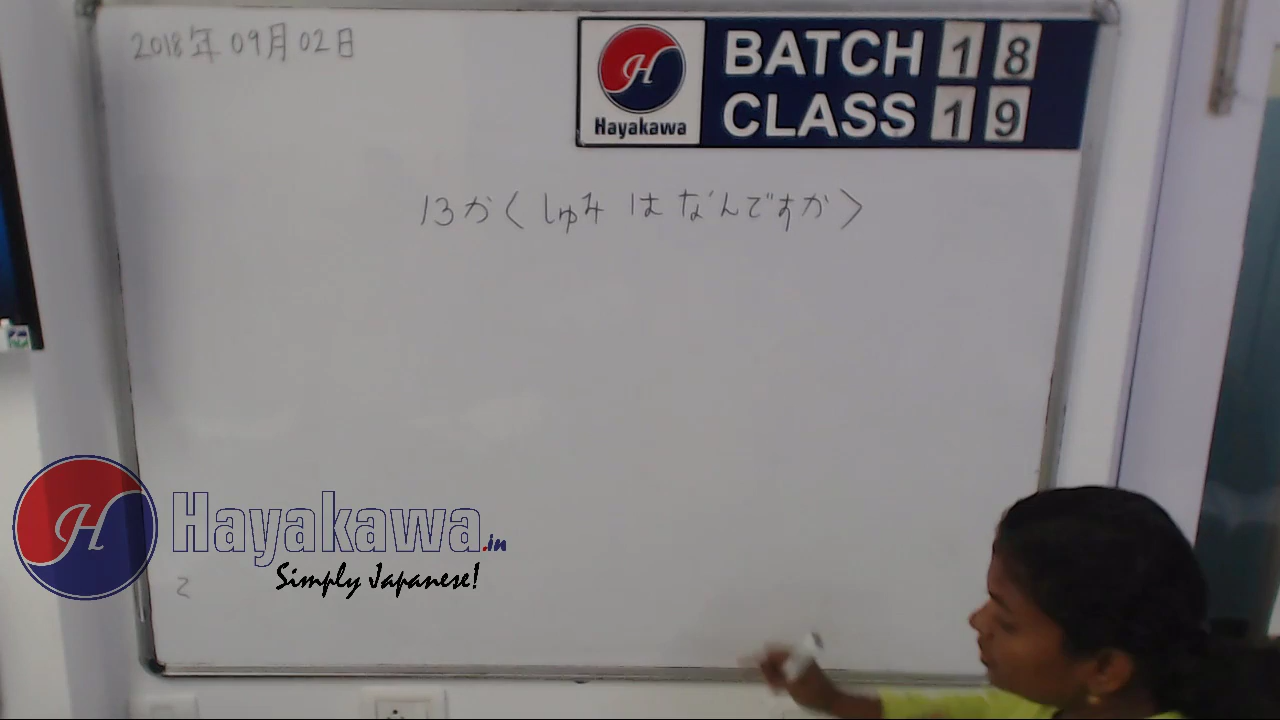 2018年09月02日
H
Hayakawa
BATCH 18
CLASS 19
13か〈しゅみ は なんですか〉
H
Hayakawa.in
Simply Japanese!
2